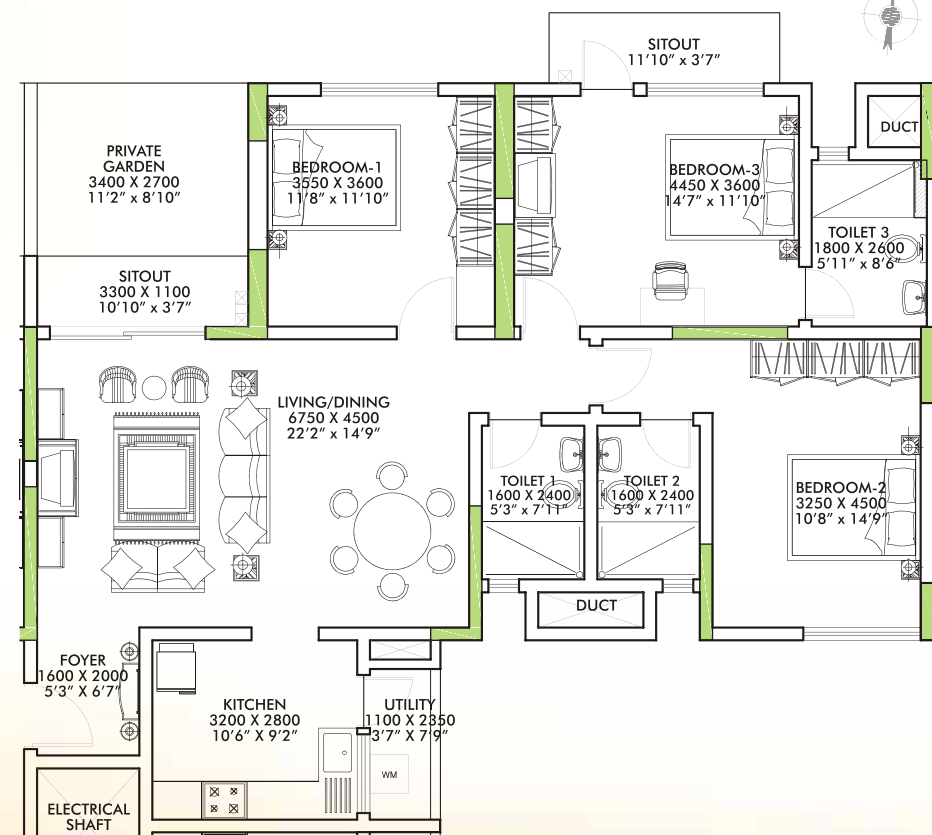 SITOUT
11'10" x 3'7"
DUCT
PRIVATE
GARDEN
3400 X 2700
11'2" x 8'10"
BEDROOM-1
3550 X 3600
11'8" x 11'10"
BEDROOM-3
4450 X 3600
14'7" x 11'10"
TOILET 3
1800 X 2600
5'11" x 8'6"
SITOUT
3300 X 1100
10'10" x 3'7"
LIVING/DINING
6750 X 4500
22'2" x 14'9"
TOILET 1
1600 X 2400
5'3" x 7'11"
TOILET 2
1600 X 2400
5'3" x 7'11"
BEDROOM-2
3250 X 4500
10'8" x 14'9"
DUCT
FOYER
1600 X 2000
5'3" X 6'7"
KITCHEN
3200 X 2800
10'6" X 9'2"
UTILITY
1100 X 2350
3'7" X 7'9"
WM
ELECTRICAL
SHAFT